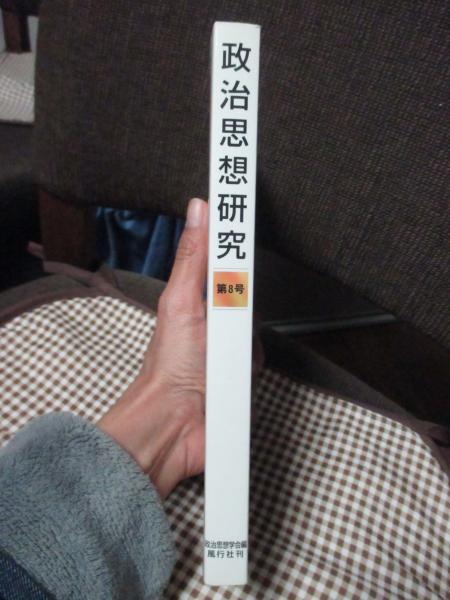 政治思想研究
第8号
政治思想学会編
風行社刊